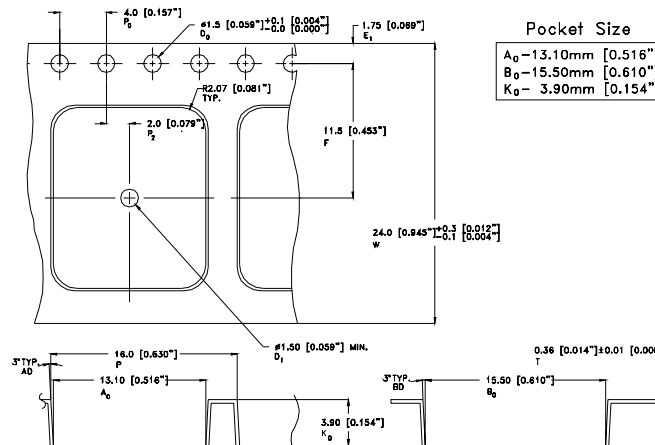 4.0 [0.157"]
P₀
ø1.5 [0.059"]+0.1 [0.004"]
-0.0 [0.000"]
D₀
1.75 [0.069"]
E₁
Pocket Size
A₀-13.10mm [0.516"]
B₀-15.50mm [0.610"]
K₀- 3.90mm [0.154"]
R2.07 [0.081"]
TYP.
2.0 [0.079"]
P₂
11.5 [0.453"]
F
24.0 [0.945"]+0.3 [0.012"]
-0.1 [0.004"]
W
ø1.50 [0.059"] MIN.
D₁
16.0 [0.630"]
P
3°TYP.
AD
13.10 [0.516"]
A₀
3.90 [0.154"]
K₀
3°TYP.
BD
15.50 [0.610"]
B₀
0.36 [0.014"]±0.01
T